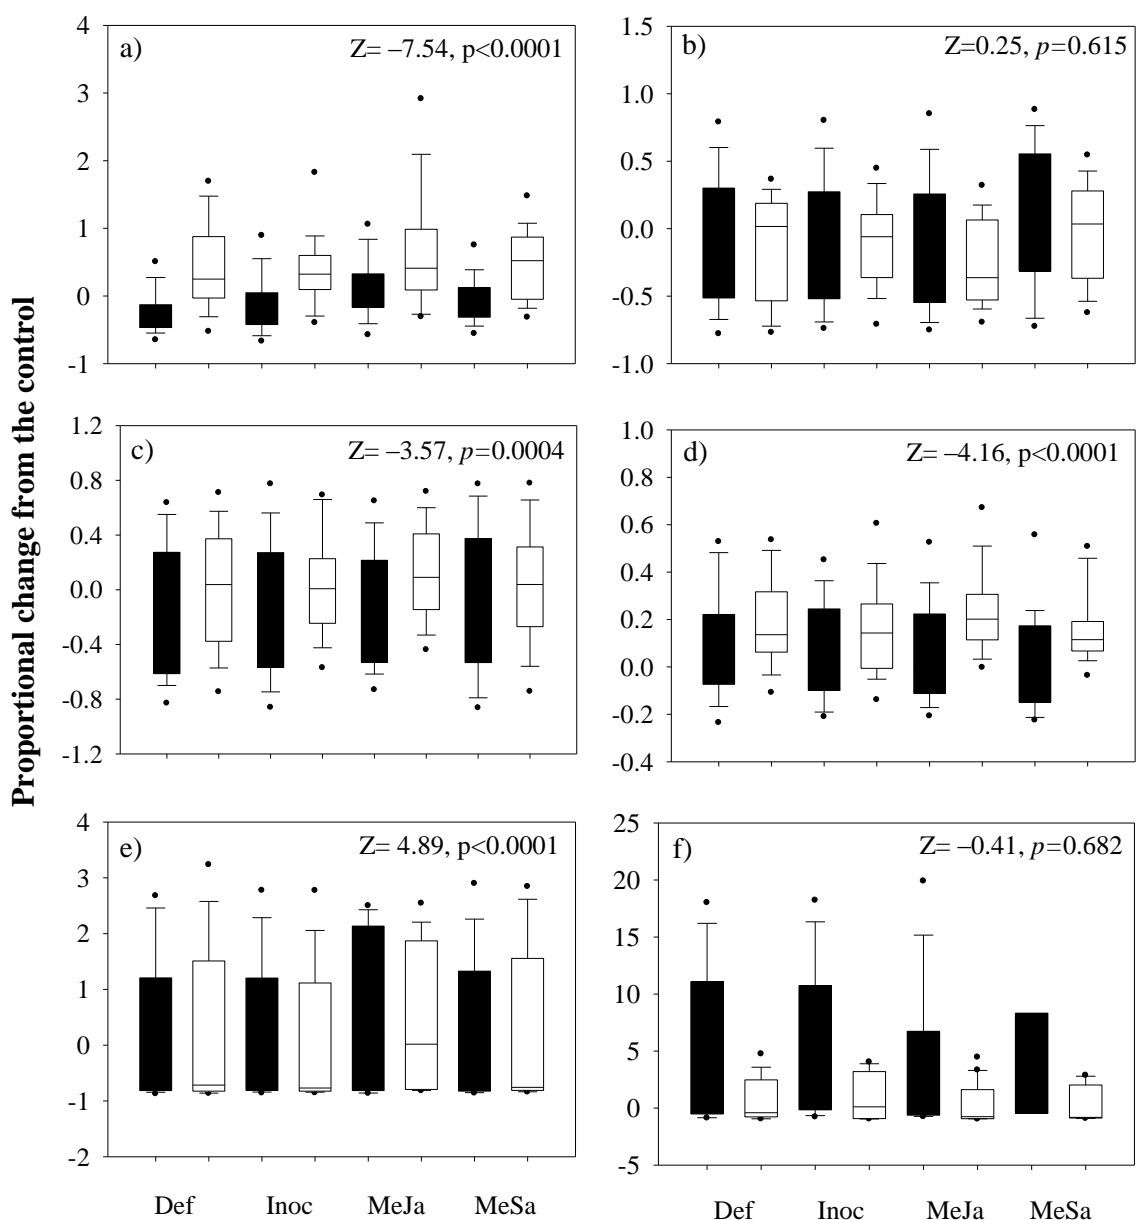 Proportional change from the control
a)
Z= –7.54, p<0.0001
4
3
2
1
0
-1
b)
Z=0.25, p=0.615
1.5
1.0
0.5
0.0
-0.5
-1.0
c)
Z= –3.57, p=0.0004
1.2
0.8
0.4
0.0
-0.4
-0.8
-1.2
d)
Z= –4.16, p<0.0001
1.0
0.8
0.6
0.4
0.2
0.0
-0.2
-0.4
e)
Z= 4.89, p<0.0001
4
3
2
1
0
-1
-2
Def Inoc MeJa MeSa
f)
Z= –0.41, p=0.682
25
20
15
10
5
0
-5
Def Inoc MeJa MeSa